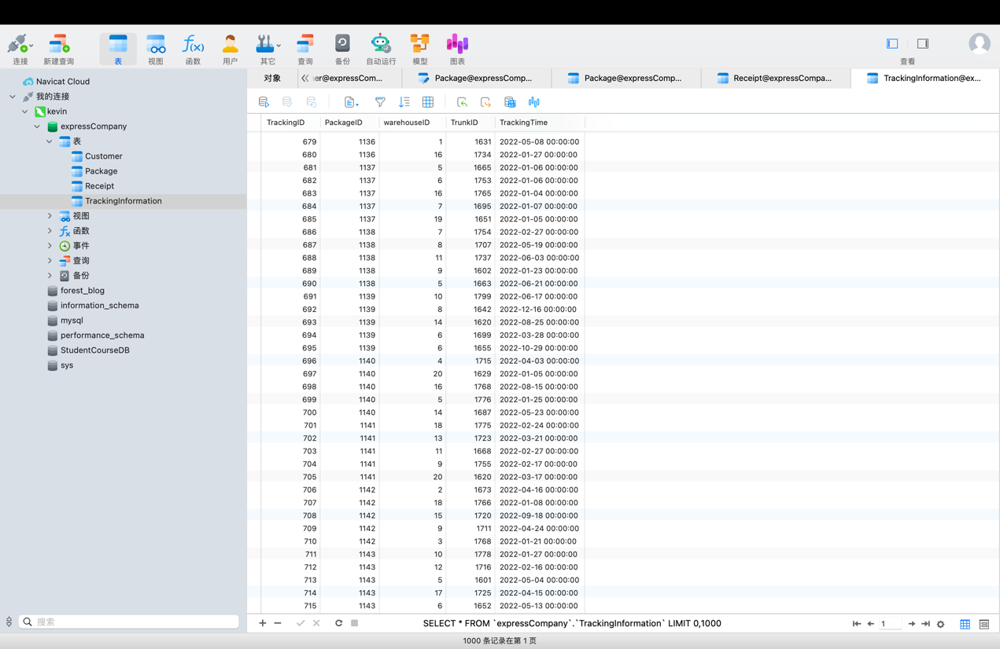 连接 新建查询 表 视图 函数 用户 其它 查询 备份 自动运行 模型 图表 查看
对象 er@expressCom... Package@expressComp... Package@expressComp... Receipt@expressCompa... TrackingInformation@ex...
Navicat Cloud
我的连接
kevin
expressCompany
表
Customer
Package
Receipt
TrackingInformation
视图
函数
事件
查询
备份
forest_blog
information_schema
mysql
performance_schema
StudentCourseDB
sys
搜索
TrackingID PackageID warehouseID TrunkID TrackingTime
679 1136 1 1631 2022-05-08 00:00:00
680 1136 16 1734 2022-01-27 00:00:00
681 1137 5 1665 2022-01-06 00:00:00
682 1137 6 1753 2022-01-06 00:00:00
683 1137 16 1765 2022-01-04 00:00:00
684 1137 7 1695 2022-01-07 00:00:00
685 1137 19 1651 2022-01-05 00:00:00
686 1138 7 1754 2022-02-27 00:00:00
687 1138 8 1707 2022-05-19 00:00:00
688 1138 11 1737 2022-06-03 00:00:00
689 1138 9 1602 2022-01-23 00:00:00
690 1138 5 1663 2022-06-21 00:00:00
691 1139 10 1799 2022-06-17 00:00:00
692 1139 8 1642 2022-12-16 00:00:00
693 1139 14 1620 2022-08-25 00:00:00
694 1139 6 1699 2022-03-28 00:00:00
695 1139 6 1655 2022-10-29 00:00:00
696 1140 4 1715 2022-04-03 00:00:00
697 1140 20 1629 2022-01-05 00:00:00
698 1140 16 1768 2022-08-15 00:00:00
699 1140 5 1776 2022-01-25 00:00:00
700 1140 14 1687 2022-05-23 00:00:00
701 1141 18 1775 2022-02-24 00:00:00
702 1141 13 1723 2022-03-21 00:00:00
703 1141 11 1668 2022-02-27 00:00:00
704 1141 9 1755 2022-02-17 00:00:00
705 1141 20 1620 2022-03-17 00:00:00
706 1142 2 1673 2022-04-16 00:00:00
707 1142 18 1766 2022-01-08 00:00:00
708 1142 15 1720 2022-09-18 00:00:00
709 1142 9 1711 2022-04-24 00:00:00
710 1142 3 1768 2022-01-21 00:00:00
711 1143 10 1778 2022-01-27 00:00:00
712 1143 12 1716 2022-02-16 00:00:00
713 1143 5 1601 2022-05-04 00:00:00
714 1143 17 1725 2022-04-15 00:00:00
715 1143 6 1652 2022-05-13 00:00:00
SELECT * FROM `expressCompany`.`TrackingInformation` LIMIT 0,1000 1
1000 条记录在第 1 页